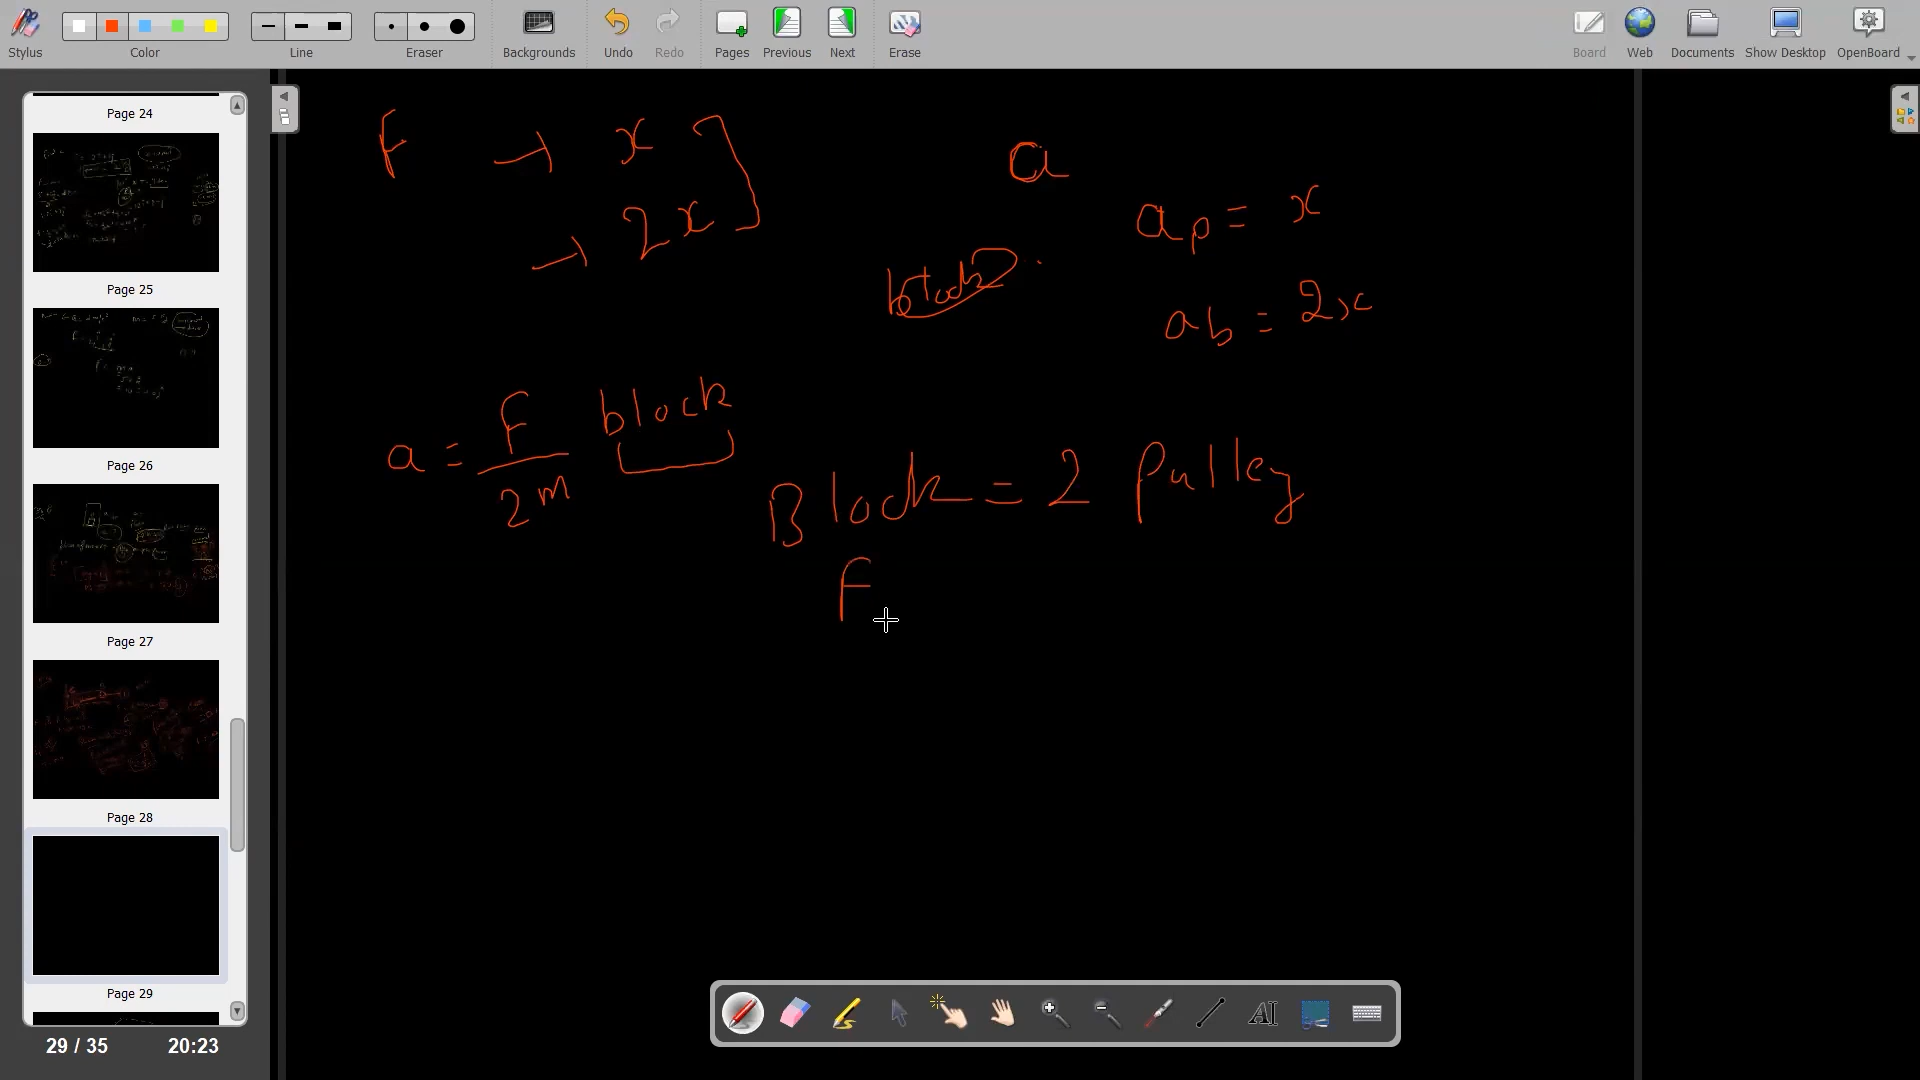 Stylus
Color
Line
Eraser
Backgrounds
Undo
Redo
Pages
Previous
Next
Erase
Board
Web
Documents
Show Desktop
OpenBoard
Page 24
Page 25
Page 26
Page 27
Page 28
Page 29
29 / 35
20:23
F → x
→ 2x
a
block
ap = x
ab = 2x
a = F/2m block
Block = 2 Pulley
F
AI